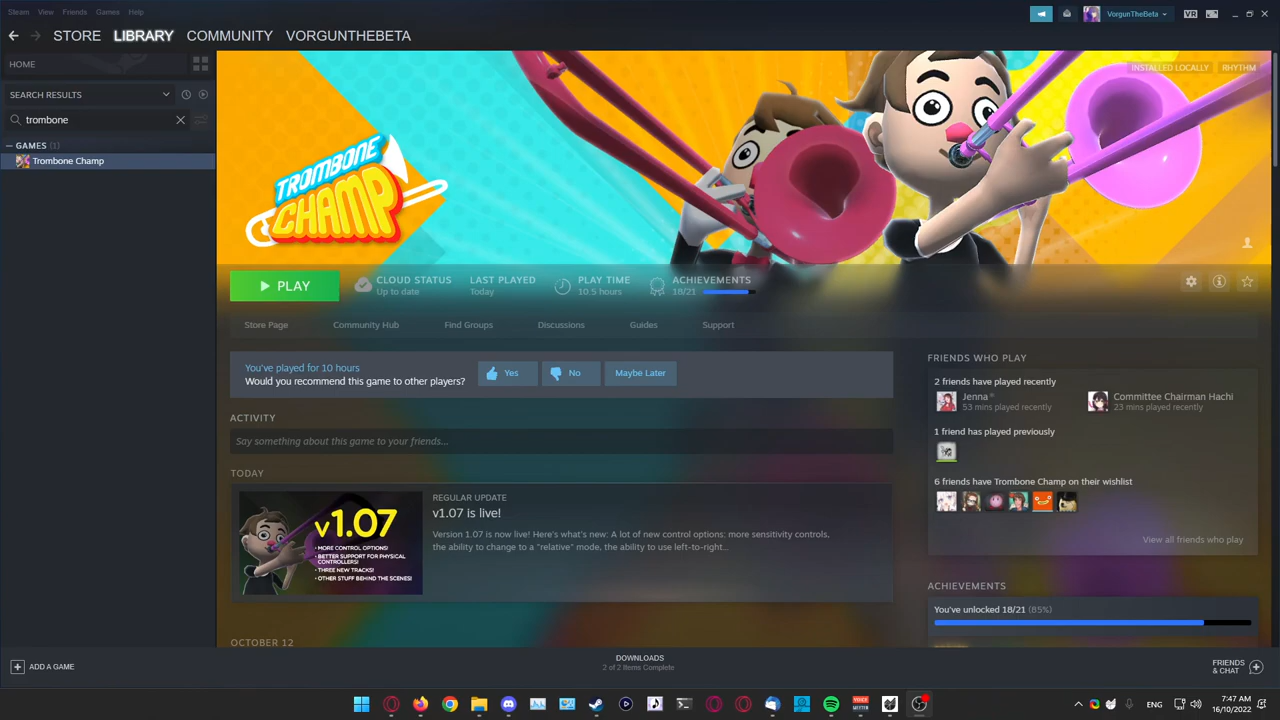 Steam View Friends Games Help
VorgunTheBeta
VR
STORE LIBRARY COMMUNITY VORGUNTHEBETA
HOME
SEARCH RESULTS
trombone
GAMES (1)
Trombone Champ
INSTALLED LOCALLY RHYTHM
TROMBONE
CHAMP
PLAY
CLOUD STATUS
Up to date
LAST PLAYED
Today
PLAY TIME
10.5 hours
ACHIEVEMENTS
18/21
Store Page Community Hub Find Groups Discussions Guides Support
You've played for 10 hours
Would you recommend this game to other players?
Yes No Maybe Later
ACTIVITY
Say something about this game to your friends...
TODAY
v1.07
• MORE CONTROL OPTIONS!
• BETTER SUPPORT FOR PHYSICAL
CONTROLLERS!
• THREE NEW TRACKS!
• OTHER STUFF BEHIND THE SCENES!
REGULAR UPDATE
v1.07 is live!
Version 1.07 is now live! Here's what's new: A lot of new control options: more sensitivity controls,
the ability to change to a "relative" mode, the ability to use left-to-right...
OCTOBER 12
FRIENDS WHO PLAY
2 friends have played recently
Jenna
53 mins played recently
Committee Chairman Hachi
23 mins played recently
1 friend has played previously
6 friends have Trombone Champ on their wishlist
View all friends who play
ACHIEVEMENTS
You've unlocked 18/21 (85%)
ADD A GAME
DOWNLOADS
2 of 2 Items Complete
FRIENDS
& CHAT
VOICE
MEETER
7:47 AM
16/10/2022